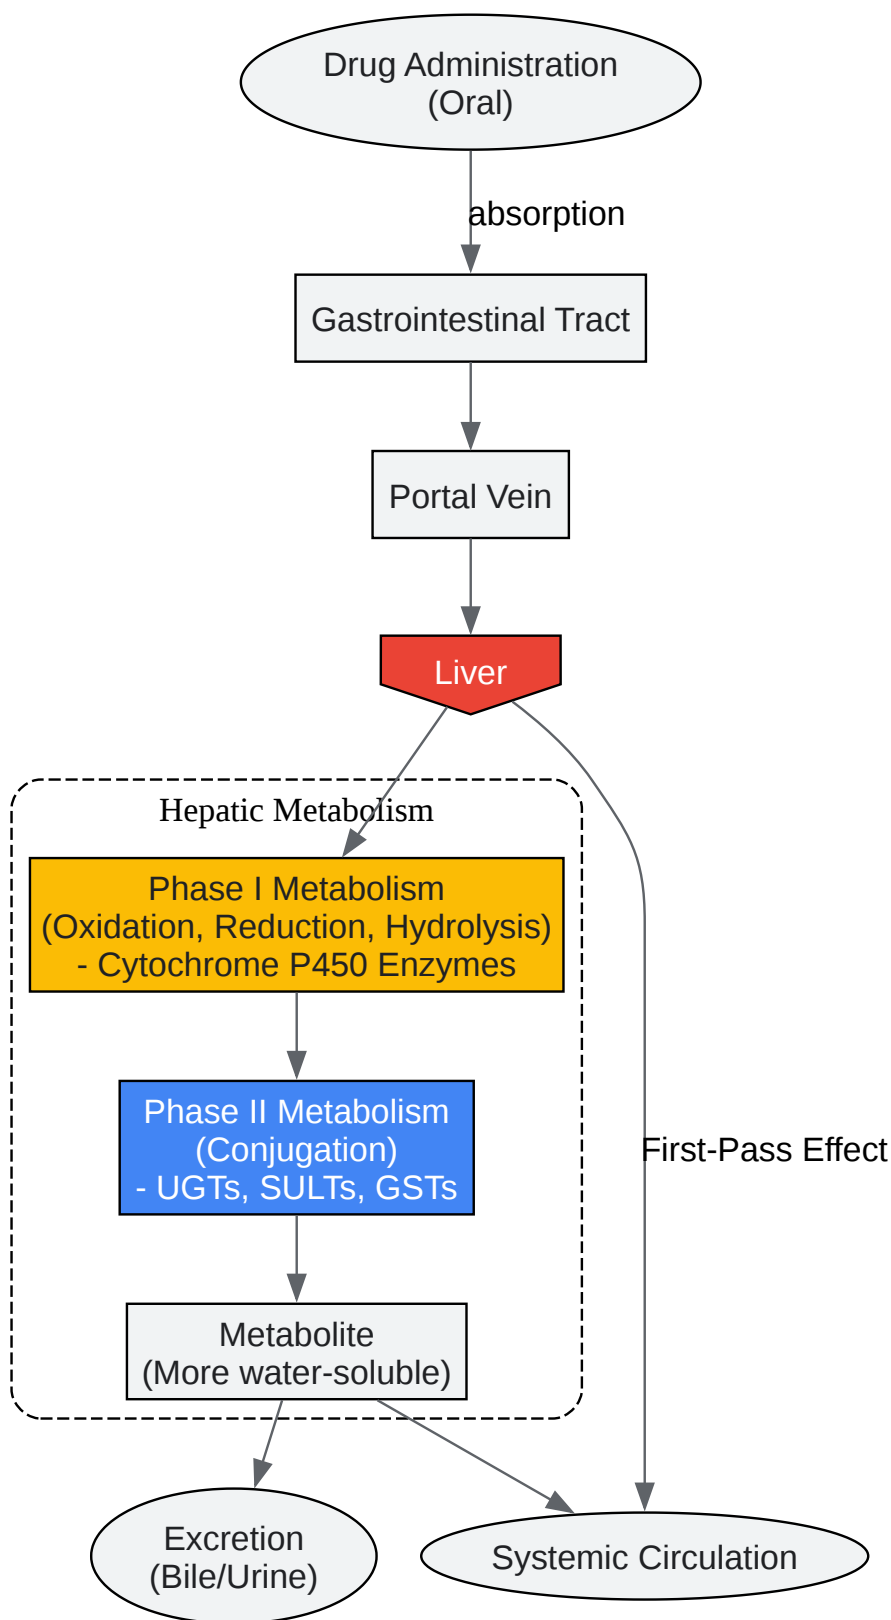 Drug Administration
(Oral)
absorption
Gastrointestinal Tract
Portal Vein
Liver
Hepatic Metabolism
Phase I Metabolism
(Oxidation, Reduction, Hydrolysis)
- Cytochrome P450 Enzymes
Phase II Metabolism
(Conjugation)
- UGTs, SULTs, GSTs
First-Pass Effect
Metabolite
(More water-soluble)
Excretion
(Bile/Urine)
Systemic Circulation